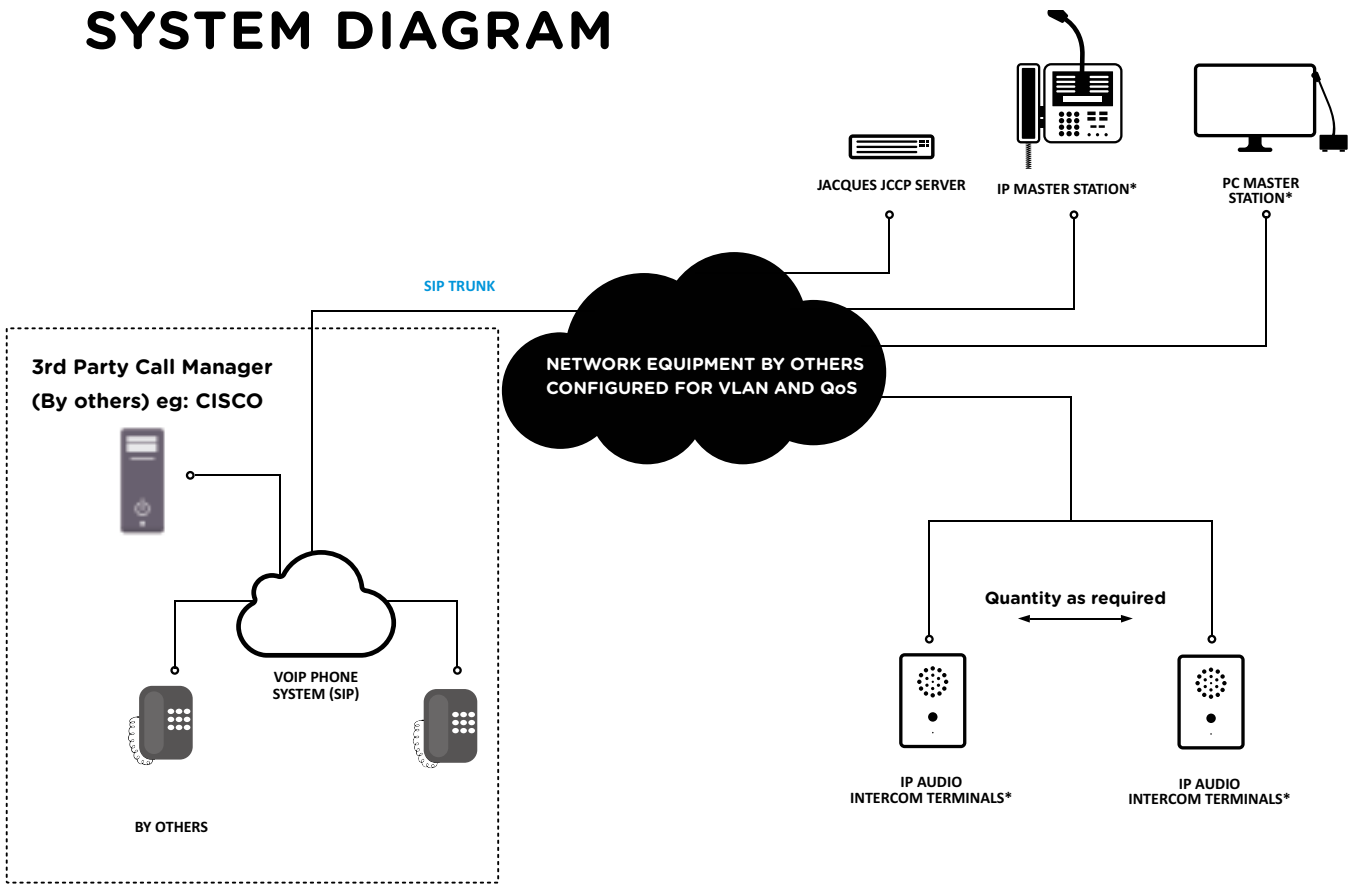 SYSTEM DIAGRAM
JACQUES JCCP SERVER
IP MASTER STATION*
PC MASTER
STATION*
SIP TRUNK
NETWORK EQUIPMENT BY OTHERS
CONFIGURED FOR VLAN AND QoS
3rd Party Call Manager
(By others) eg: CISCO
VOIP PHONE
SYSTEM (SIP)
BY OTHERS
Quantity as required
IP AUDIO
INTERCOM TERMINALS*
IP AUDIO
INTERCOM TERMINALS*